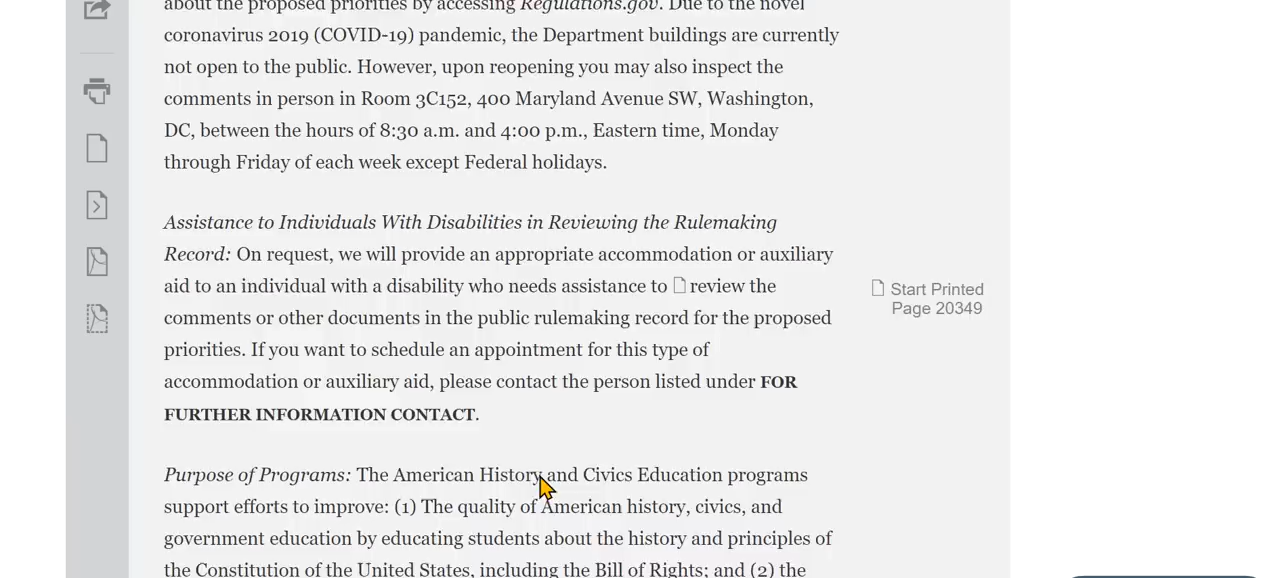 about the proposed priorities by accessing Regulations.gov. Due to the novel
coronavirus 2019 (COVID-19) pandemic, the Department buildings are currently
not open to the public. However, upon reopening you may also inspect the
comments in person in Room 3C152, 400 Maryland Avenue SW, Washington,
DC, between the hours of 8:30 a.m. and 4:00 p.m., Eastern time, Monday
through Friday of each week except Federal holidays.
Assistance to Individuals With Disabilities in Reviewing the Rulemaking
Record: On request, we will provide an appropriate accommodation or auxiliary
aid to an individual with a disability who needs assistance to review the
comments or other documents in the public rulemaking record for the proposed
priorities. If you want to schedule an appointment for this type of
accommodation or auxiliary aid, please contact the person listed under FOR
FURTHER INFORMATION CONTACT.
Start Printed
Page 20349
Purpose of Programs: The American History and Civics Education programs
support efforts to improve: (1) The quality of American history, civics, and
government education by educating students about the history and principles of
the Constitution of the United States, including the Bill of Rights; and (2) the